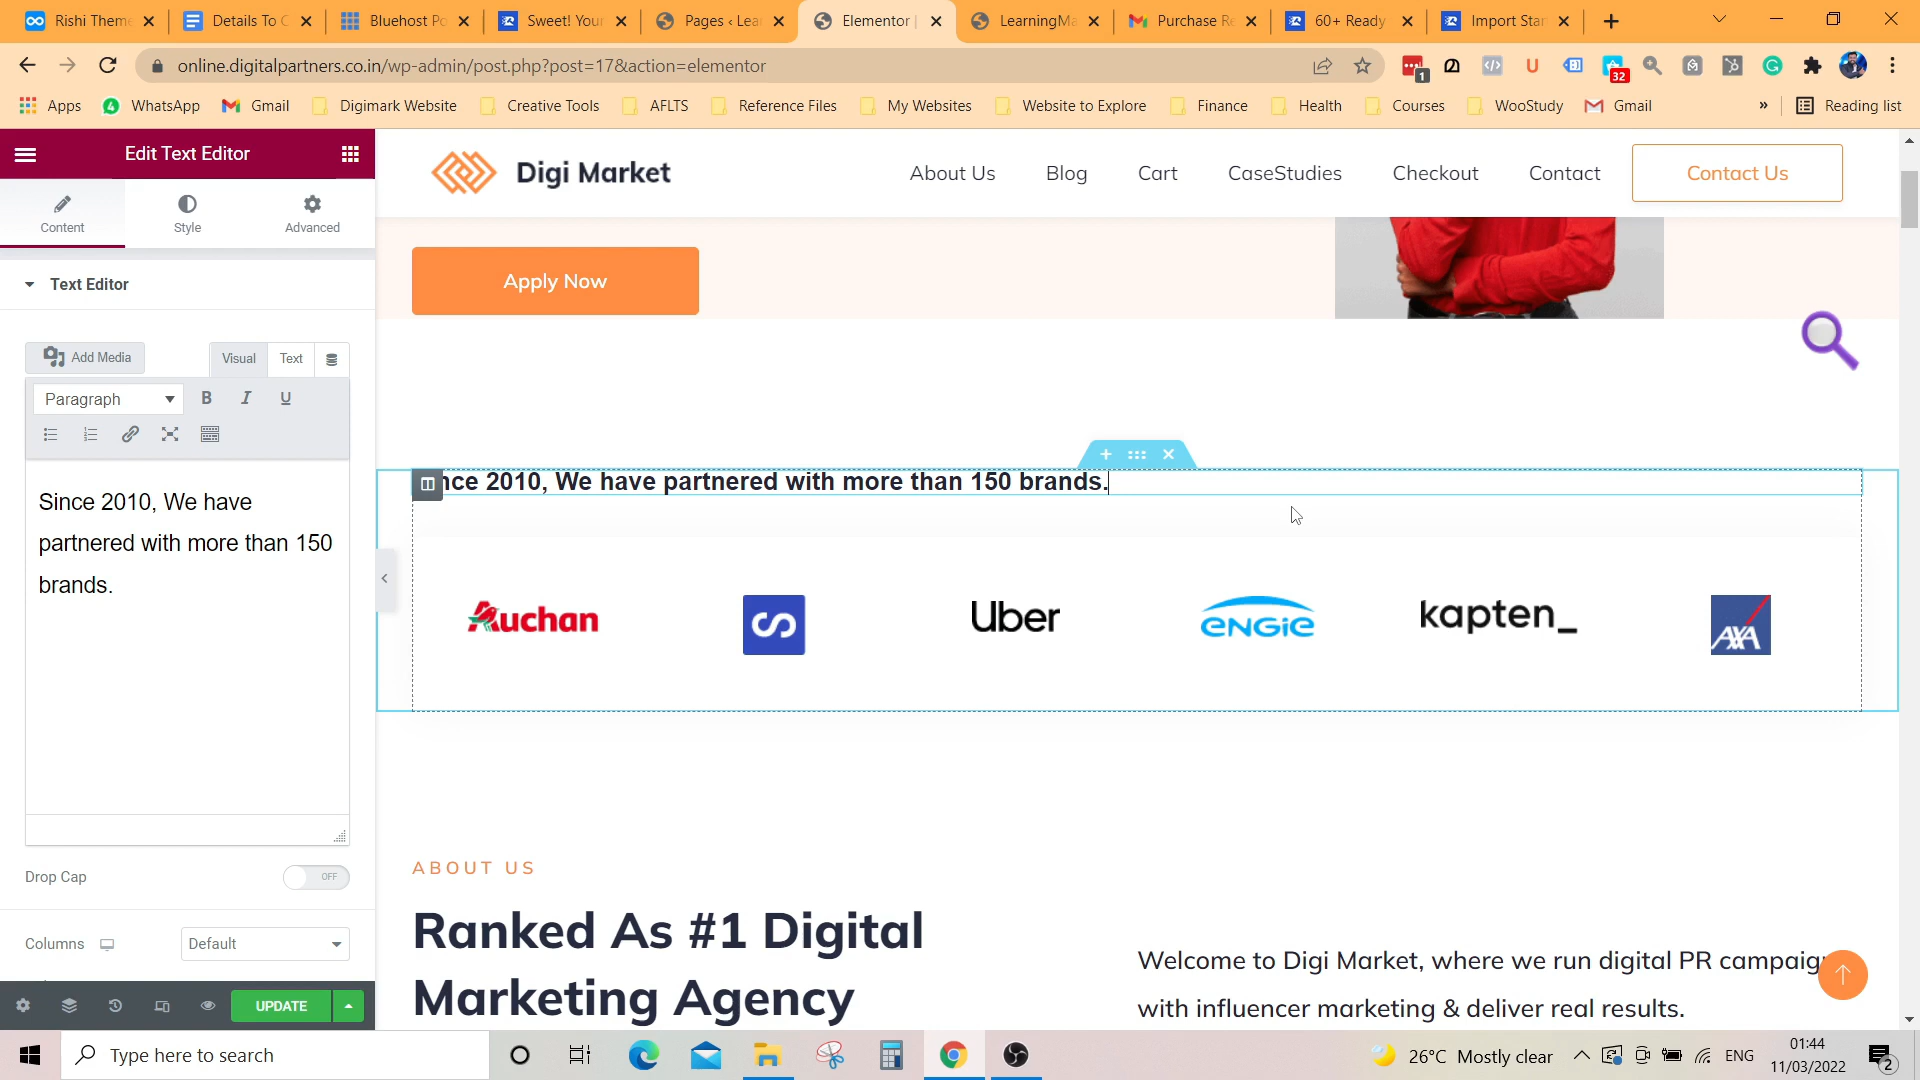 Rishi Theme
Details To C
Bluehost Po
Sweet! Your
Pages ‹ Lea
Elementor |
LearningMa
Purchase Re
60+ Ready
Import Star
online.digitalpartners.co.in/wp-admin/post.php?post=17&action=elementor
1
32
Apps
4
WhatsApp
Gmail
Digimark Website
Creative Tools
AFLTS
Reference Files
My Websites
Website to Explore
Finance
Health
Courses
WooStudy
Gmail
»
Reading list
Edit Text Editor
Content
Style
Advanced
Text Editor
Add Media
Visual
Text
Paragraph
B
I
U
Since 2010, We have
partnered with more than 150
brands.
Drop Cap
OFF
Columns
Default
UPDATE
Digi Market
About Us
Blog
Cart
CaseStudies
Checkout
Contact
Contact Us
Apply Now
nce 2010, We have partnered with more than 150 brands.
Auchan
Uber
ENGIE
kapten_
AXA
ABOUT US
Ranked As #1 Digital
Marketing Agency
Welcome to Digi Market, where we run digital PR campaig
with influencer marketing & deliver real results.
Type here to search
26°C Mostly clear
ENG
01:44
11/03/2022
2